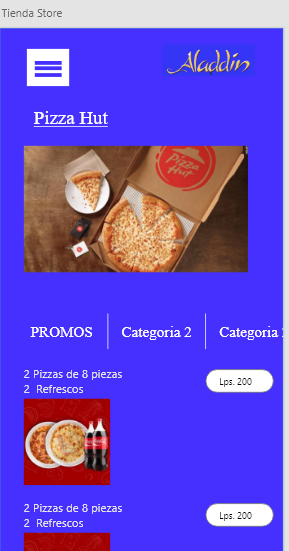 Tienda Store
Aladdin
Pizza Hut
Pizza
Hut
PROMOS
Categoria 2
Categoria
2 Pizzas de 8 piezas
2 Refrescos
Lps. 200
2 Pizzas de 8 piezas
2 Refrescos
Lps. 200